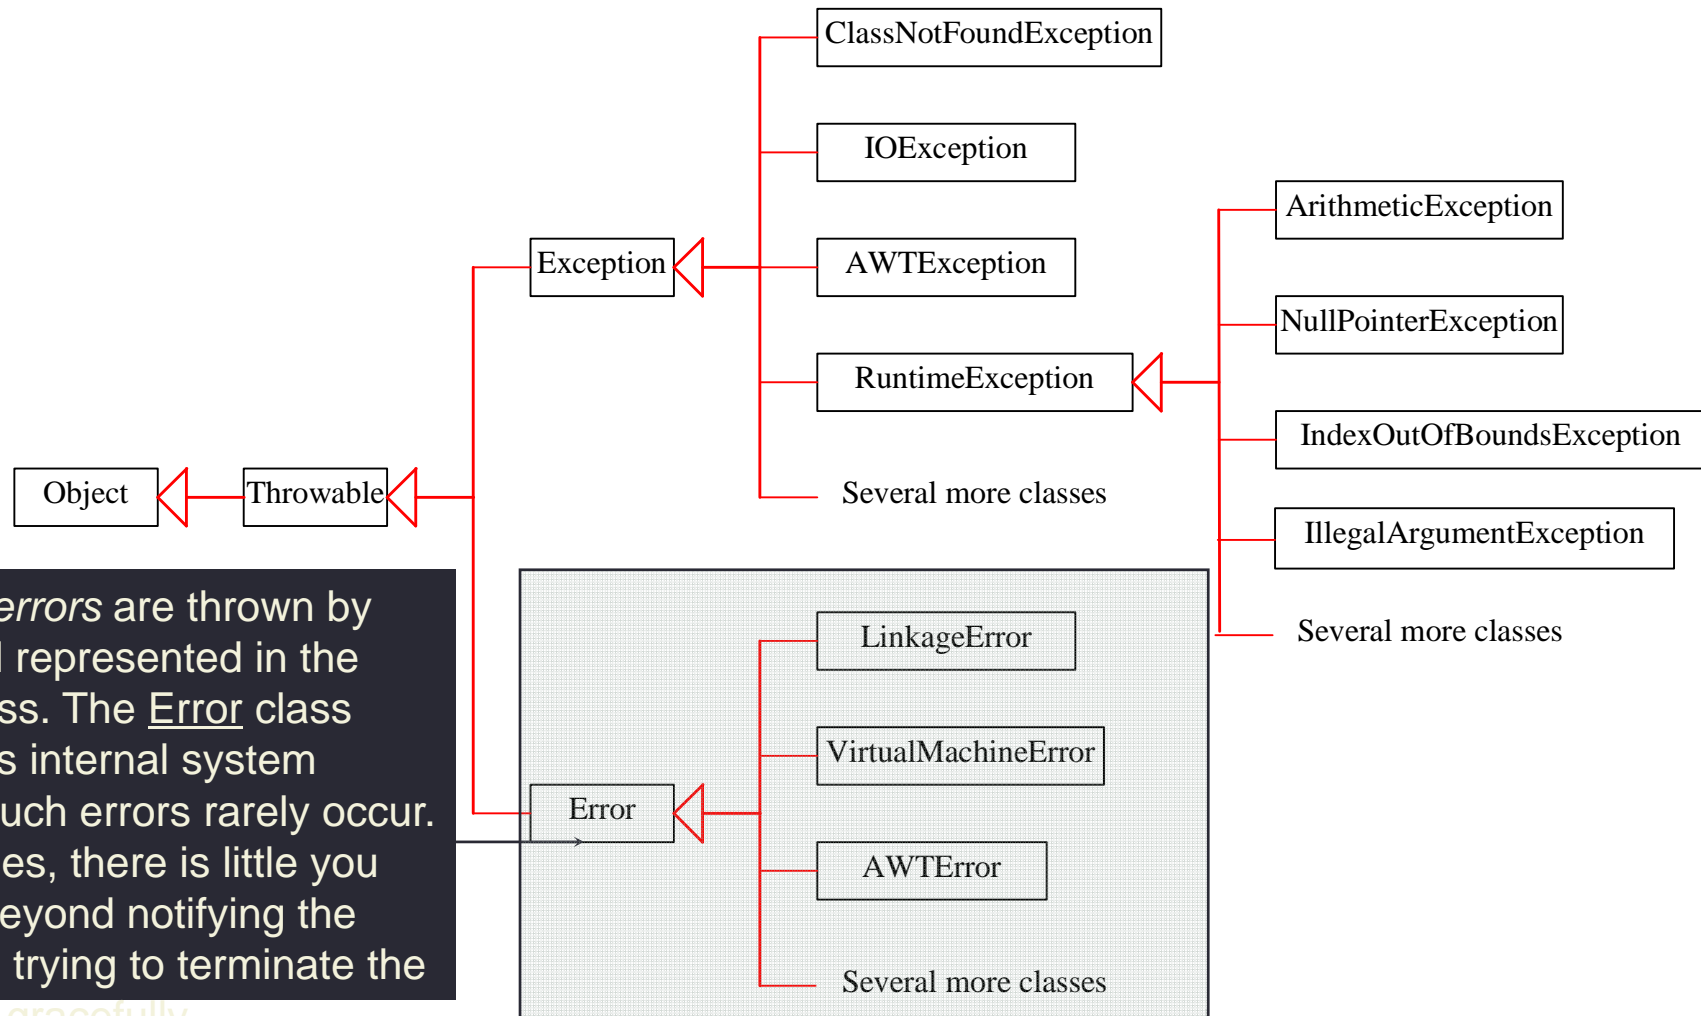 ClassNotFoundException
IOException
ArithmeticException
Exception
AWTException
NullPointerException
RuntimeException
IndexOutOfBoundsException
Object
Throwable
Several more classes
IllegalArgumentException
Several more classes
errors are thrown by
represented in the
The Error class
internal system
uch errors rarely occur.
es, there is little you
eyond notifying the
trying to terminate the
gracefully
LinkageError
VirtualMachineError
Error
AWTError
Several more classes